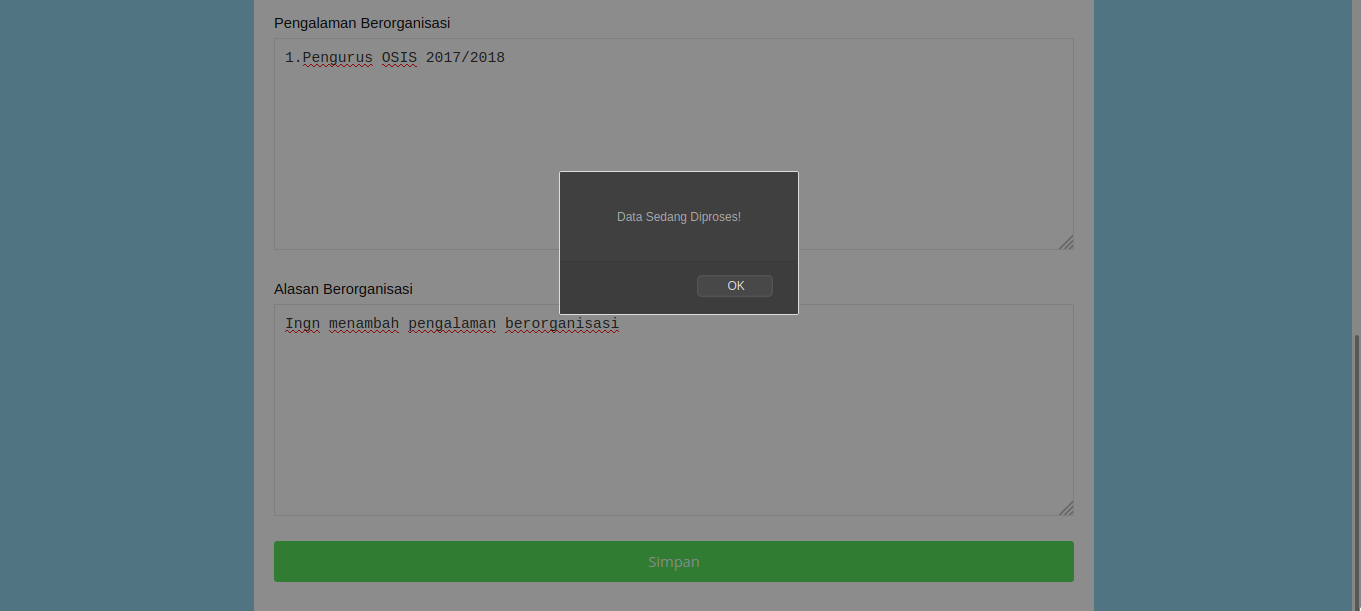 Pengalaman Berorganisasi
1.Pengurus OSIS 2017/2018
Data Sedang Diproses!
OK
Alasan Berorganisasi
Ingn menambah pengalaman berorganisasi
Simpan